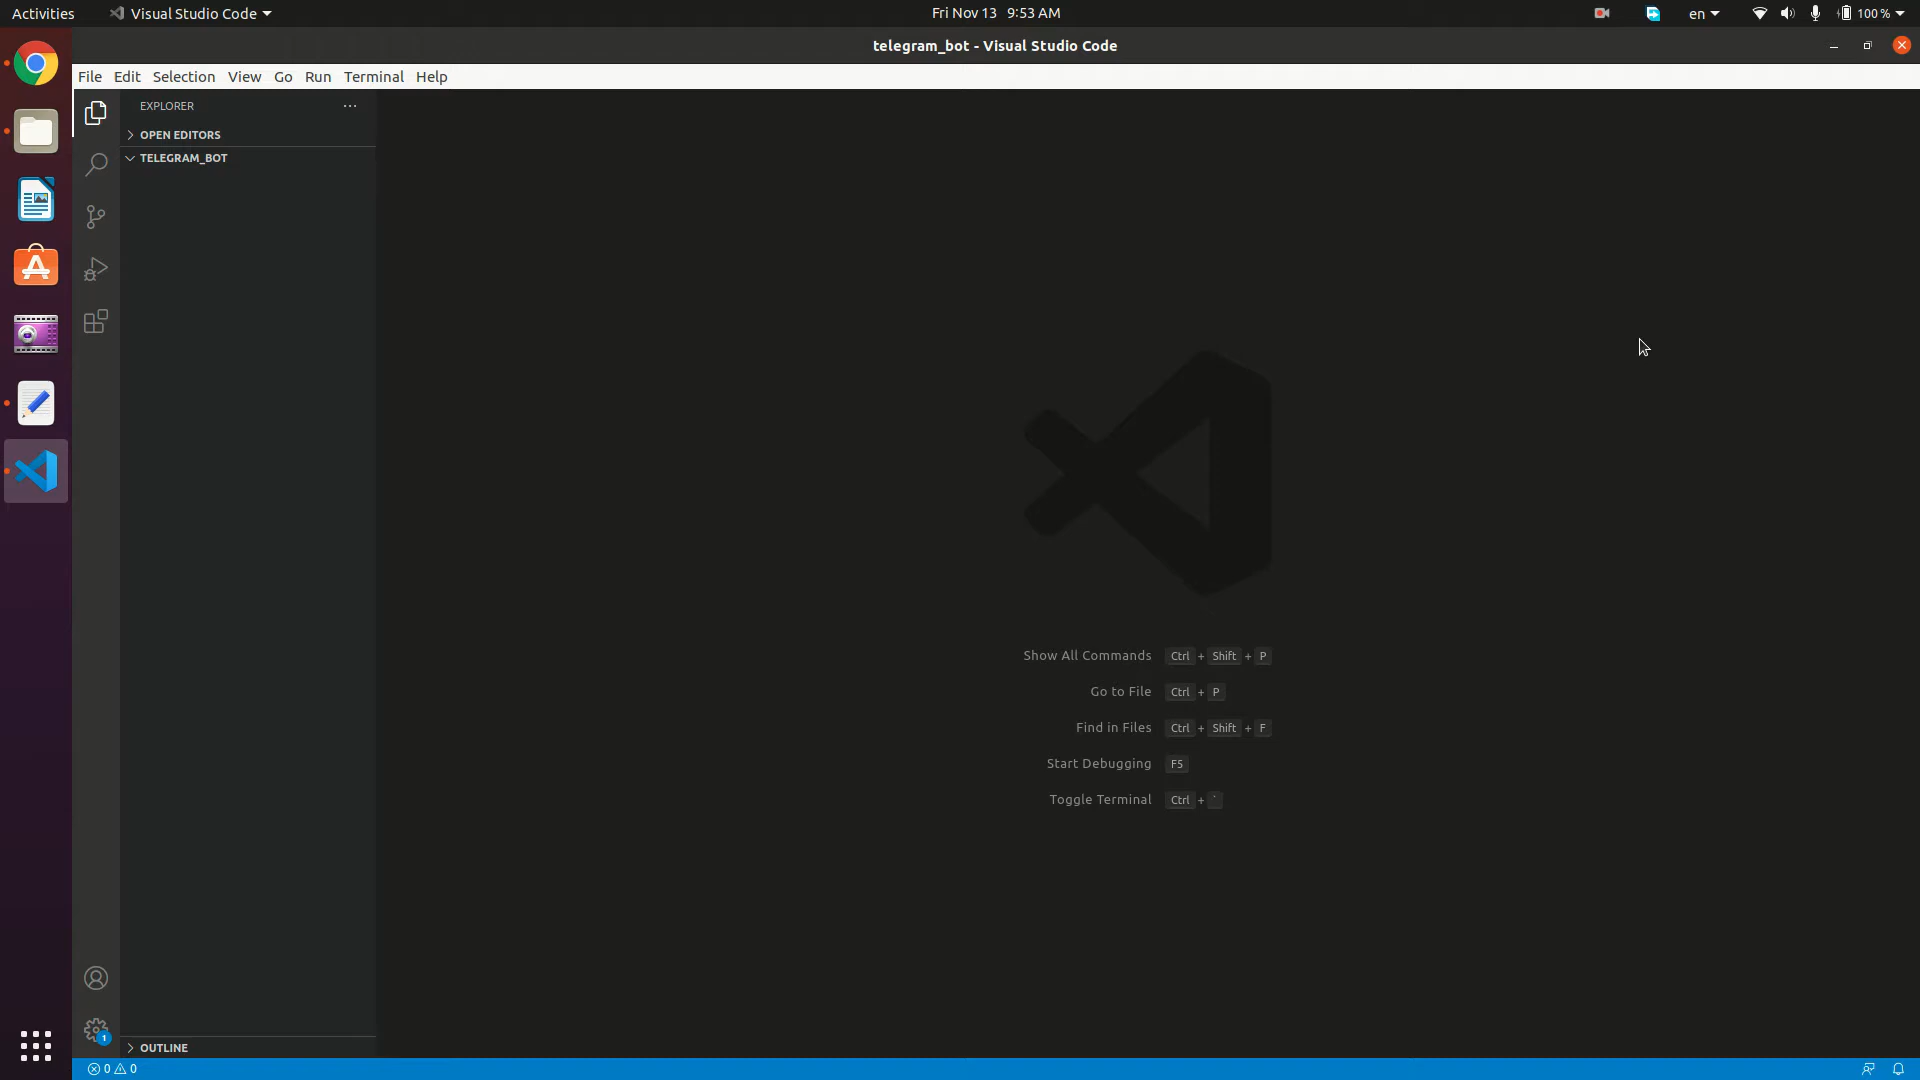 Activities Visual Studio Code Fri Nov 13 9:53 AM en 100 %
telegram_bot - Visual Studio Code
File Edit Selection View Go Run Terminal Help
EXPLORER
OPEN EDITORS
TELEGRAM_BOT
Show All Commands Ctrl + Shift + P
Go to File Ctrl + P
Find in Files Ctrl + Shift + F
Start Debugging F5
Toggle Terminal Ctrl + `
1
OUTLINE
0 0